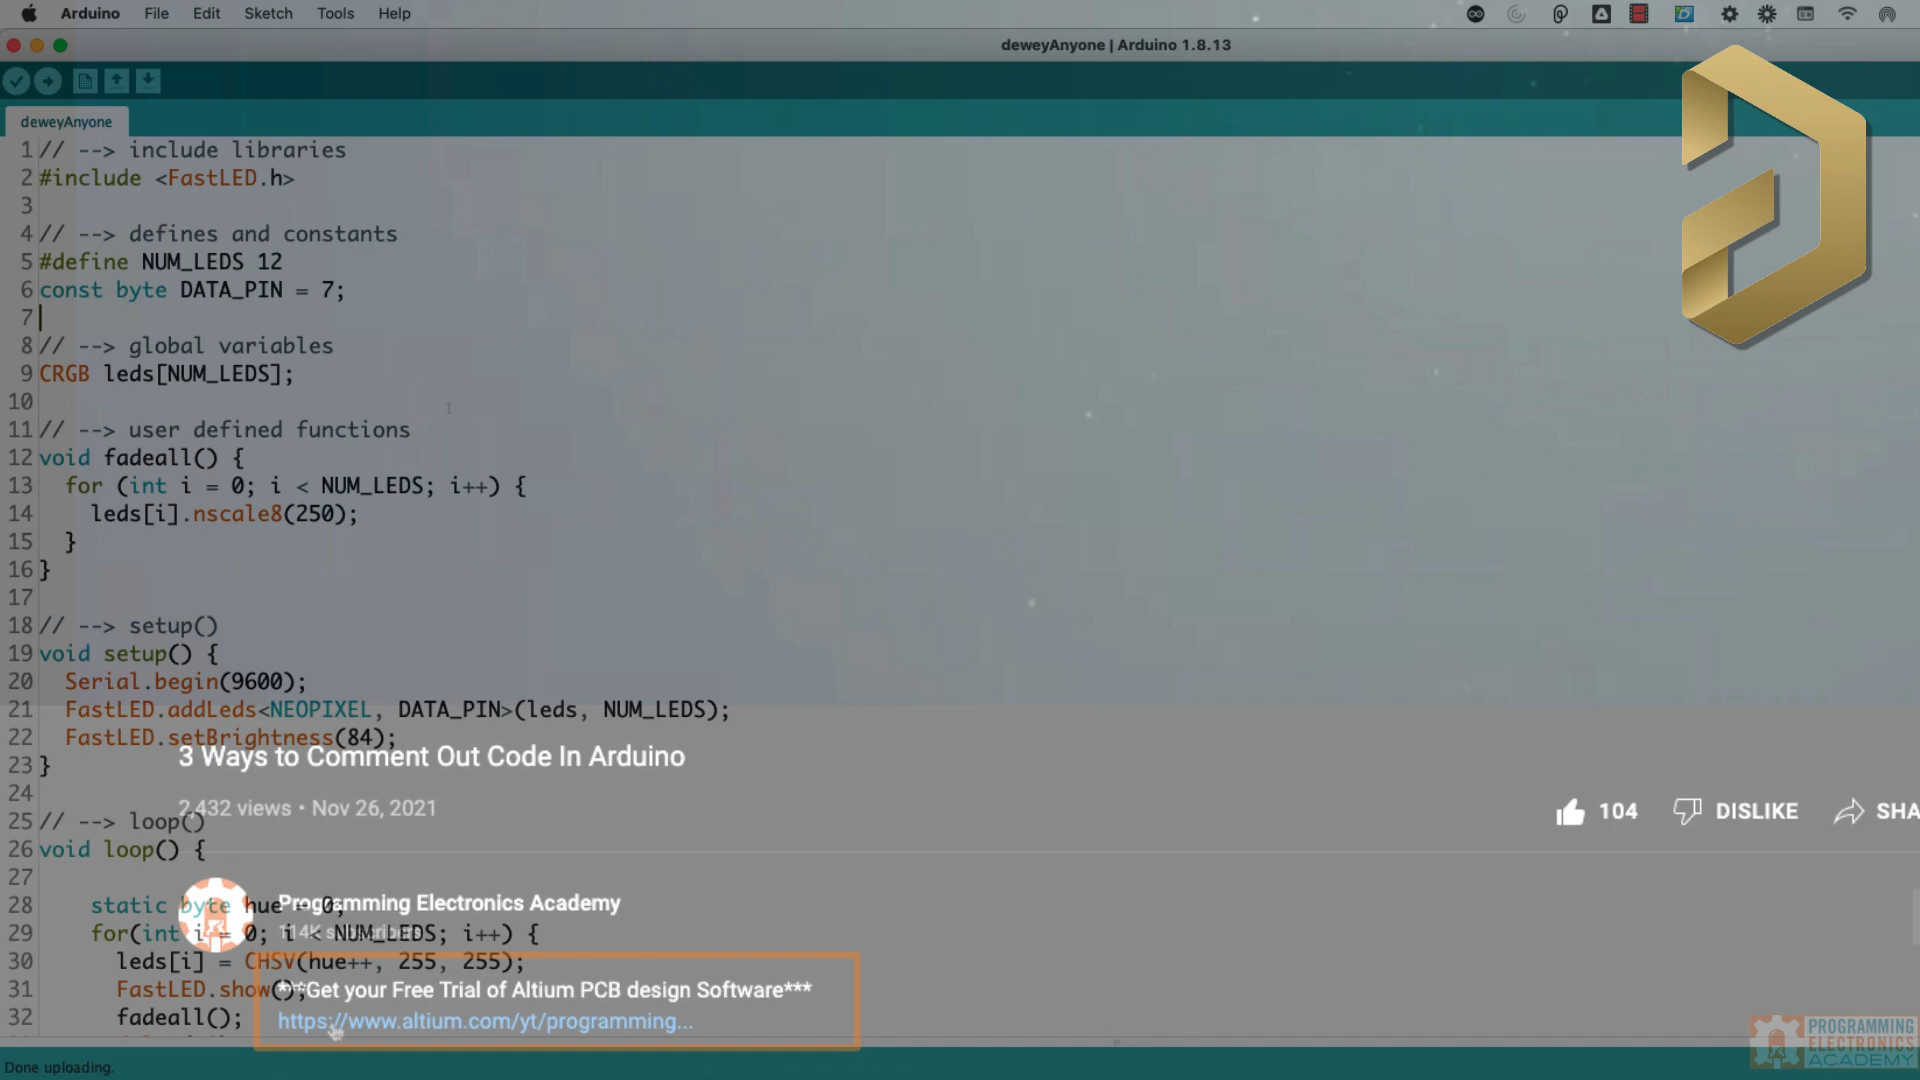 Arduino File Edit Sketch Tools Help
deweyAnyone | Arduino 1.8.13
deweyAnyone
1 // --> include libraries
2 #include <FastLED.h>
3
4 // --> defines and constants
5 #define NUM_LEDS 12
6 const byte DATA_PIN = 7;
7
8 // --> global variables
9 CRGB leds[NUM_LEDS];
10
11 // --> user defined functions
12 void fadeall() {
13 for (int i = 0; i < NUM_LEDS; i++) {
14 leds[i].nscale8(250);
15 }
16 }
17
18 // --> setup()
19 void setup() {
20 Serial.begin(9600);
21 FastLED.addLeds<NEOPIXEL, DATA_PIN>(leds, NUM_LEDS);
22 FastLED.setBrightness(84);
3 Ways to Comment Out Code In Arduino
23 }
24
2,432 views • Nov 26, 2021
104 DISLIKE SHA
25 // --> loop()
26 void loop() {
27
28 static byte hue = 0;
Programming Electronics Academy
114K subscribers
29 for(int i = 0; i < NUM_LEDS; i++) {
30 leds[i] = CHSV(hue++, 255, 255);
31 FastLED.show();
***Get your Free Trial of Altium PCB design Software***
32 fadeall();
https://www.altium.com/yt/programming...
Done uploading.
PROGRAMMING
ELECTRONICS
ACADEMY